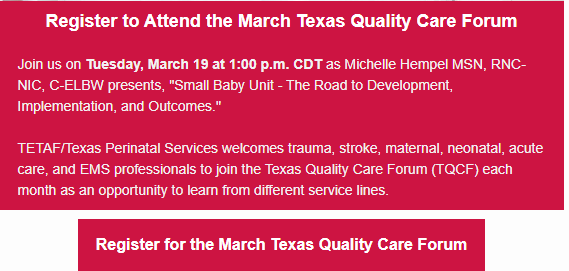 Register to Attend the March Texas Quality Care Forum
Join us on Tuesday, March 19 at 1:00 p.m. CDT as Michelle Hempel MSN, RNC-
NIC, C-ELBW presents, "Small Baby Unit - The Road to Development,
Implementation, and Outcomes."
TETAF/Texas Perinatal Services welcomes trauma, stroke, maternal, neonatal, acute
care, and EMS professionals to join the Texas Quality Care Forum (TQCF) each
month as an opportunity to learn from different service lines.
Register for the March Texas Quality Care Forum